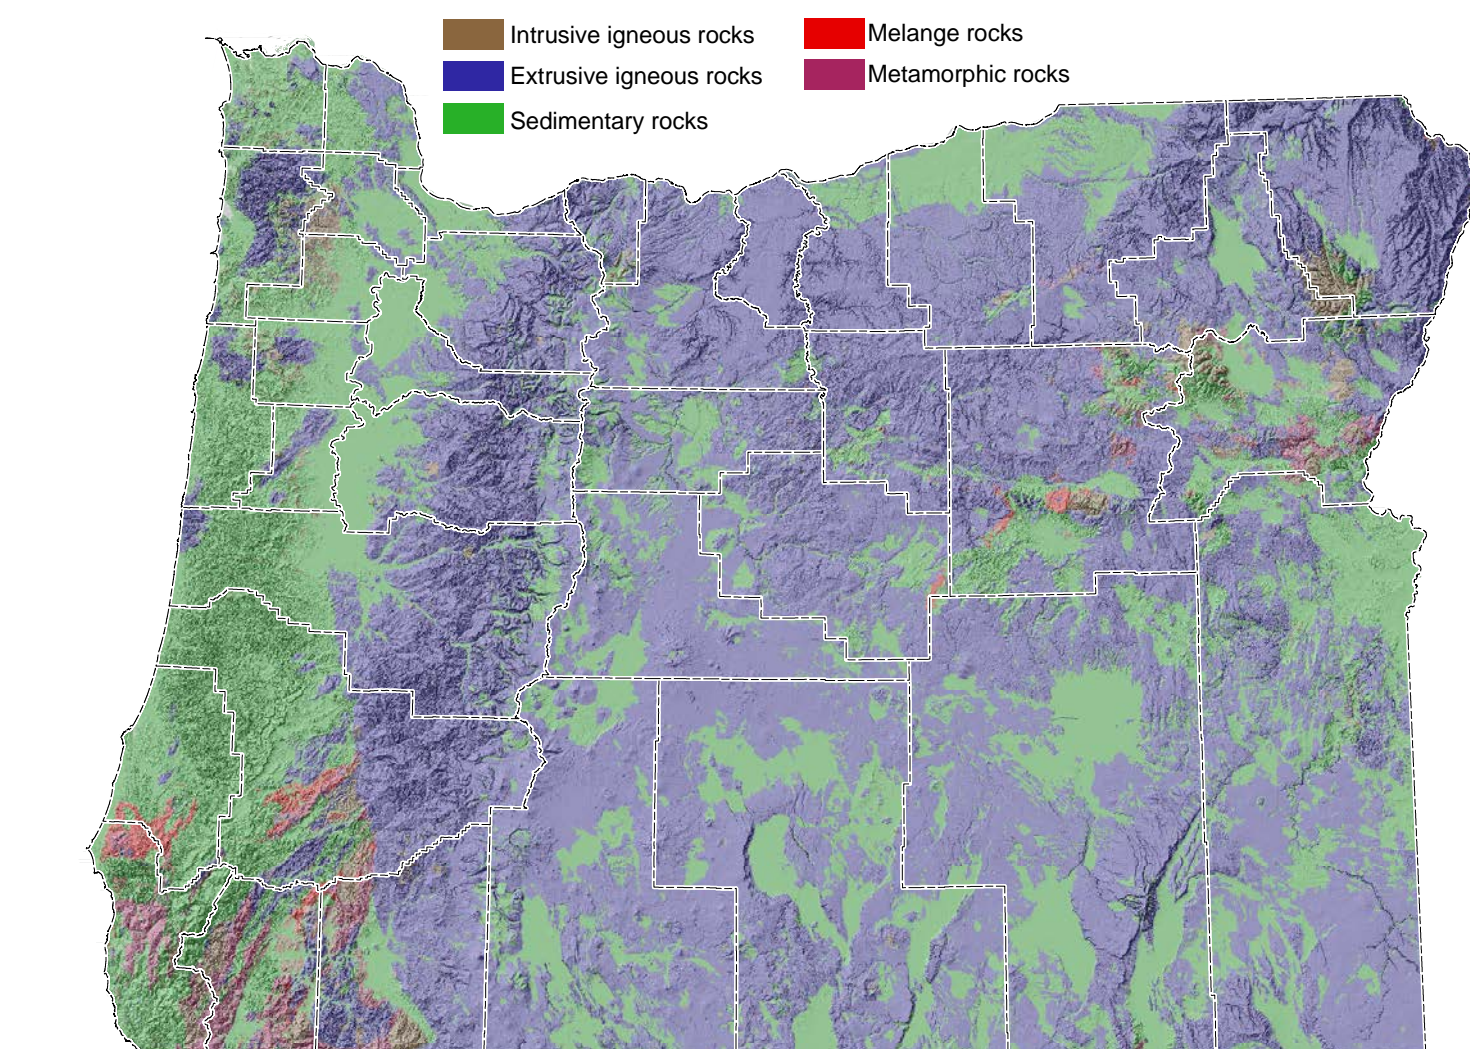 Intrusive igneous rocks
Extrusive igneous rocks
Sedimentary rocks
Melange rocks
Metamorphic rocks